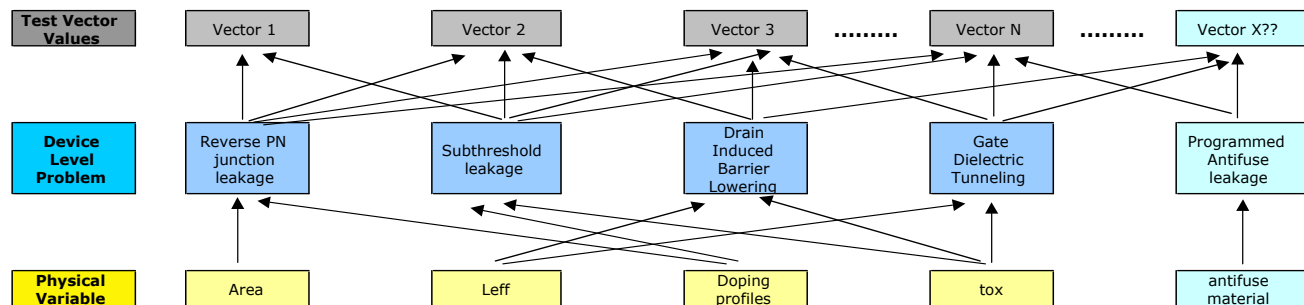 Test Vector
Values
Vector 1
Vector 2
Vector 3
.........
Vector N
.........
Vector X??
Device
Level
Problem
Reverse PN
junction
leakage
Subthreshold
leakage
Drain
Induced
Barrier
Lowering
Gate
Dielectric
Tunneling
Programmed
Antifuse
leakage
Physical
Variable
Area
Leff
Doping
profiles
tox
antifuse
material